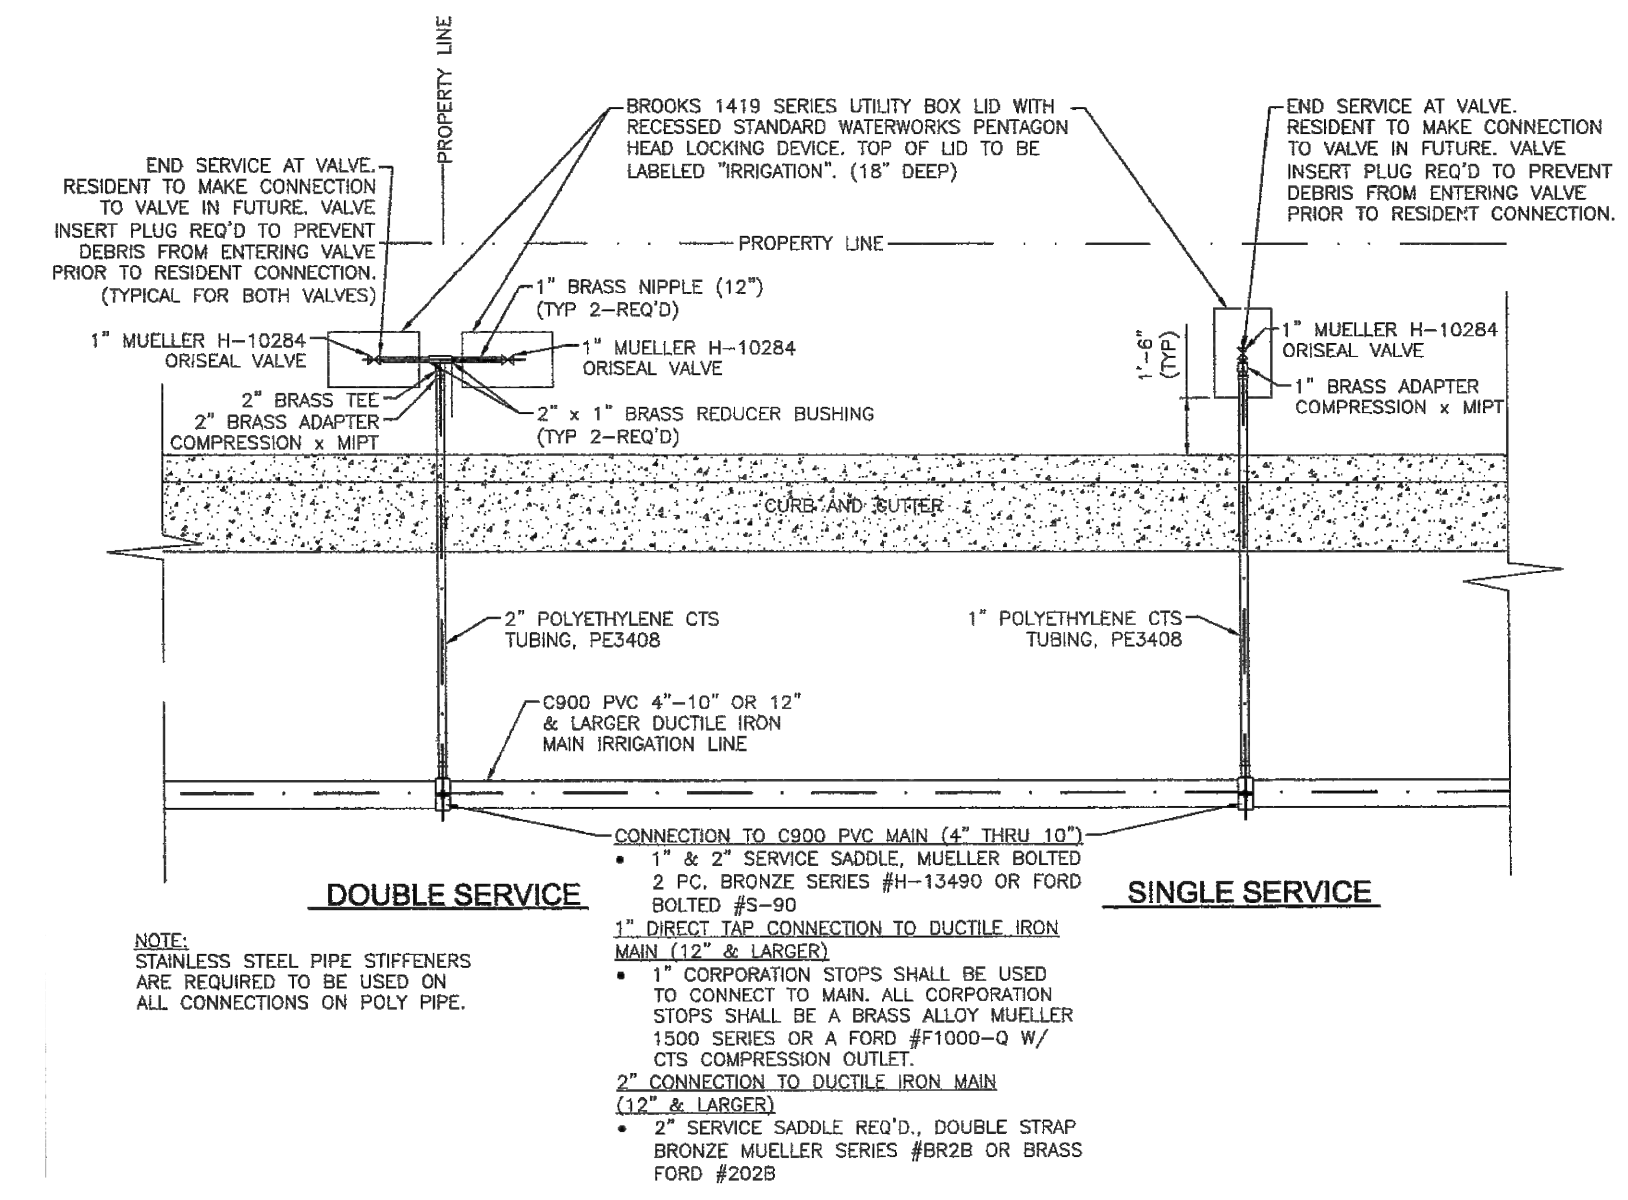 PROPERTY LINE
BROOKS 1419 SERIES UTILITY BOX LID WITH
RECESSED STANDARD WATERWORKS PENTAGON
HEAD LOCKING DEVICE. TOP OF LID TO BE
LABELED "IRRIGATION". (18" DEEP)
END SERVICE AT VALVE.
RESIDENT TO MAKE CONNECTION
TO VALVE IN FUTURE. VALVE
INSERT PLUG REQ'D TO PREVENT
DEBRIS FROM ENTERING VALVE
PRIOR TO RESIDENT CONNECTION.
END SERVICE AT VALVE.
RESIDENT TO MAKE CONNECTION
TO VALVE IN FUTURE. VALVE
INSERT PLUG REQ'D TO PREVENT
DEBRIS FROM ENTERING VALVE
PRIOR TO RESIDENT CONNECTION.
(TYPICAL FOR BOTH VALVES)
PROPERTY LINE
1" BRASS NIPPLE (12")
(TYP 2-REQ'D)
1" MUELLER H-10284
ORISEAL VALVE
1" MUELLER H-10284
ORISEAL VALVE
1'-6"
(TYP)
1" MUELLER H-10284
ORISEAL VALVE
1" BRASS ADAPTER
COMPRESSION x MIPT
2" BRASS TEE
2" BRASS ADAPTER
COMPRESSION x MIPT
2" x 1" BRASS REDUCER BUSHING
(TYP 2-REQ'D)
CURB AND GUTTER
2" POLYETHYLENE CTS
TUBING, PE3408
1" POLYETHYLENE CTS
TUBING, PE3408
C900 PVC 4"-10" OR 12"
& LARGER DUCTILE IRON
MAIN IRRIGATION LINE
DOUBLE SERVICE
SINGLE SERVICE
CONNECTION TO C900 PVC MAIN (4" THRU 10")
• 1" & 2" SERVICE SADDLE, MUELLER BOLTED
2 PC. BRONZE SERIES #H-13490 OR FORD
BOLTED #S-90
1" DIRECT TAP CONNECTION TO DUCTILE IRON
MAIN (12" & LARGER)
• 1" CORPORATION STOPS SHALL BE USED
TO CONNECT TO MAIN. ALL CORPORATION
STOPS SHALL BE A BRASS ALLOY MUELLER
1500 SERIES OR A FORD #F1000-Q W/
CTS COMPRESSION OUTLET.
2" CONNECTION TO DUCTILE IRON MAIN
(12" & LARGER)
• 2" SERVICE SADDLE REQ'D., DOUBLE STRAP
BRONZE MUELLER SERIES #BR2B OR BRASS
FORD #202B
NOTE:
STAINLESS STEEL PIPE STIFFENERS
ARE REQUIRED TO BE USED ON
ALL CONNECTIONS ON POLY PIPE.